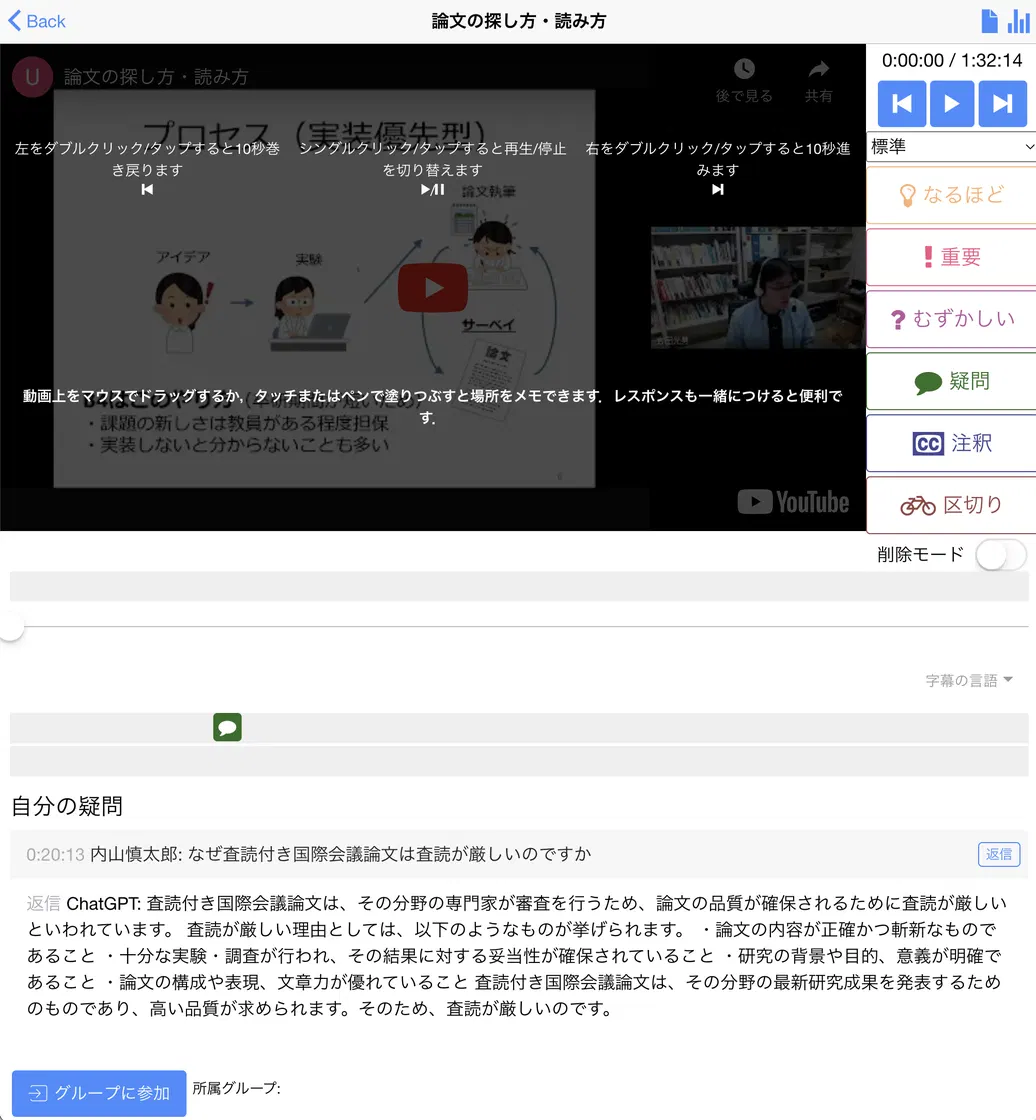 Back
論文の探し方・読み方
0:00:00 / 1:32:14
U
論文の探し方・読み方
後で見る
共有
プロセス（実装優先型）
左をダブルクリック/タップすると10秒巻
き戻ります
シングルクリック/タップすると再生/停止
を切り替えます
右をダブルクリック/タップすると10秒進
みます
論文執筆
アイデア
実験
サーベイ
論文
動画上をマウスでドラッグするか，タッチまたはペンで塗りつぶすと場所をメモできます．レスポンスも一緒につけると便利で
す．
・課題の新しさは教員がある程度担保
・実装しないと分からないことも多い
6
YouTube
標準
なるほど
重要
むずかしい
疑問
CC 注釈
区切り
削除モード
字幕の言語
自分の疑問
0:20:13 内山慎太郎: なぜ査読付き国際会議論文は査読が厳しいのですか
返信
返信 ChatGPT: 査読付き国際会議論文は、その分野の専門家が審査を行うため、論文の品質が確保されるために査読が厳しい
といわれています。 査読が厳しい理由としては、以下のようなものが挙げられます。 ・論文の内容が正確かつ斬新なもので
あること ・十分な実験・調査が行われ、その結果に対する妥当性が確保されていること ・研究の背景や目的、意義が明確で
あること ・論文の構成や表現、文章力が優れていること 査読付き国際会議論文は、その分野の最新研究成果を発表するため
のものであり、高い品質が求められます。そのため、査読が厳しいのです。
グループに参加
所属グループ: